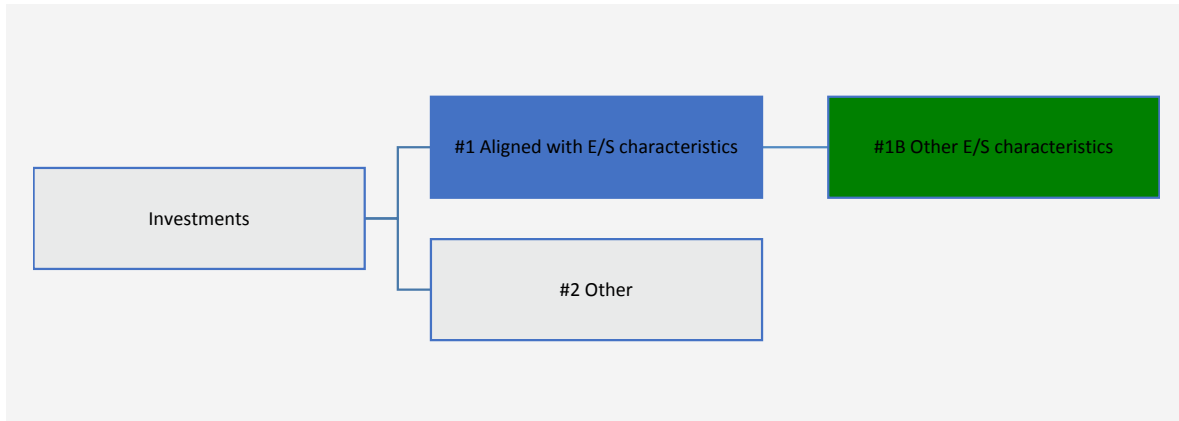 #1 Aligned with E/S characteristics
#1B Other E/S characteristics
Investments
#2 Other